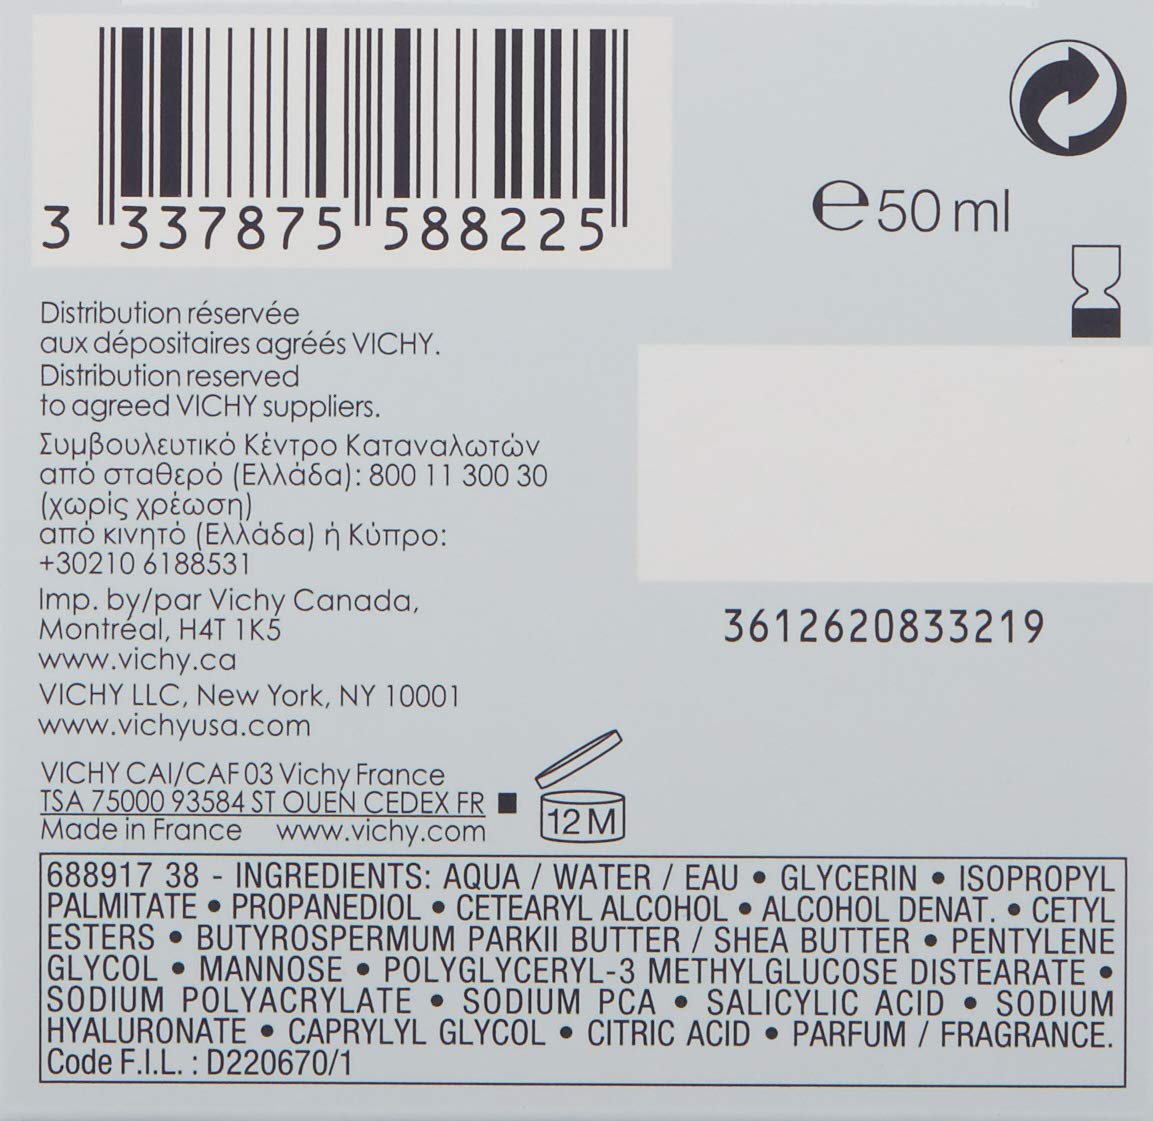 3 337875 588225
e 50 ml
Distribution réservée
aux dépositaires agréés VICHY.
Distribution reserved
to agreed VICHY suppliers.
Συμβουλευτικό Κέντρο Καταναλωτών
από σταθερό (Ελλάδα): 800 11 300 30
(χωρίς χρέωση)
από κινητό (Ελλάδα) ή Κύπρο:
+30210 6188531
Imp. by/par Vichy Canada,
Montréal, H4T 1K5
www.vichy.ca
VICHY LLC, New York, NY 10001
www.vichyusa.com
3612620833219
VICHY CAI/CAF 03 Vichy France
TSA 75000 93584 ST OUEN CEDEX FR
Made in France www.vichy.com
12 M
688917 38 - INGREDIENTS: AQUA / WATER / EAU • GLYCERIN • ISOPROPYL
PALMITATE • PROPANEDIOL • CETEARYL ALCOHOL • ALCOHOL DENAT. • CETYL
ESTERS • BUTYROSPERMUM PARKII BUTTER / SHEA BUTTER • PENTYLENE
GLYCOL • MANNOSE • POLYGLYCERYL-3 METHYLGLUCOSE DISTEARATE •
SODIUM POLYACRYLATE • SODIUM PCA • SALICYLIC ACID • SODIUM
HYALURONATE • CAPRYLYL GLYCOL • CITRIC ACID • PARFUM / FRAGRANCE.
Code F.I.L. : D220670/1